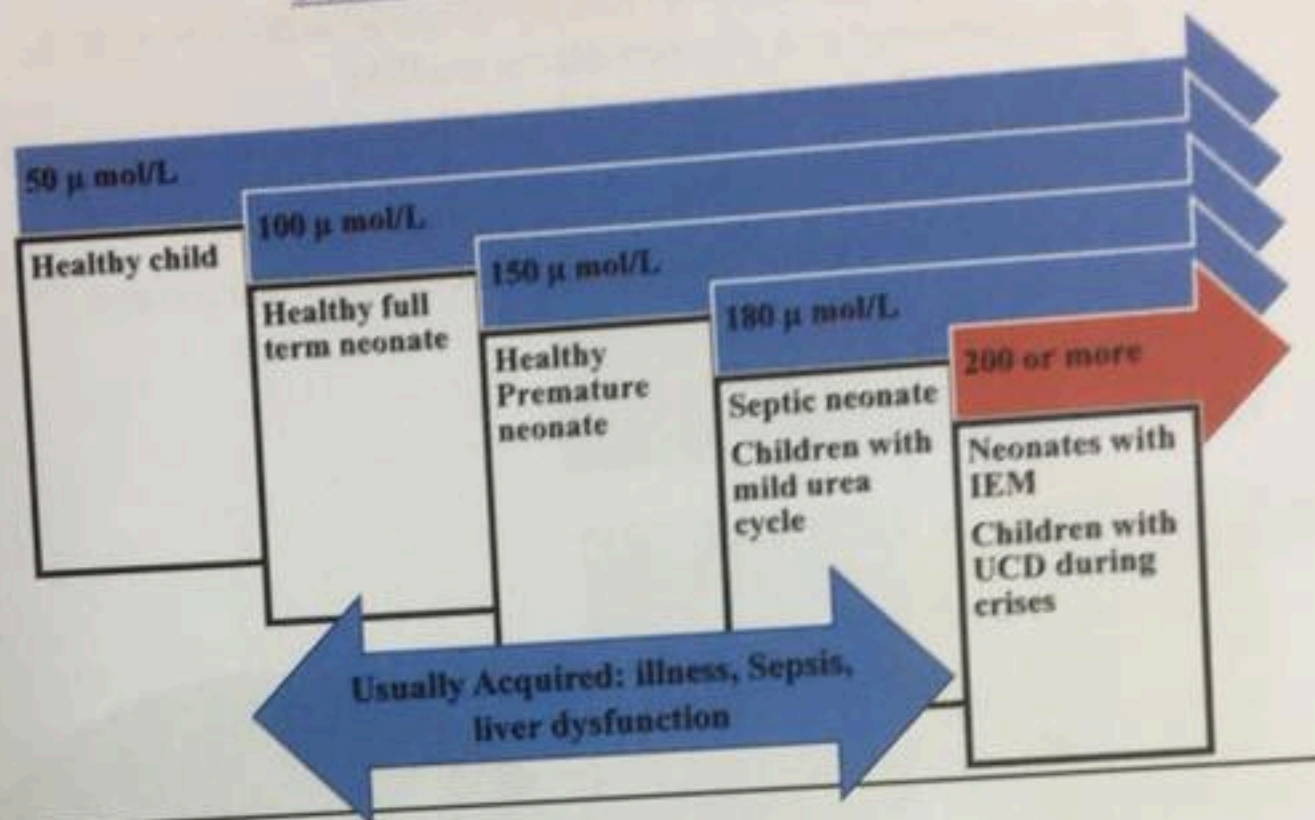 50 μ mol/L
Healthy child
100 μ mol/L
Healthy full
term neonate
150 μ mol/L
Healthy
Premature
neonate
180 μ mol/L
Septic neonate
Children with
mild urea
cycle
200 or more
Neonates with
IEM
Children with
UCD during
crises
Usually Acquired: illness, Sepsis,
liver dysfunction